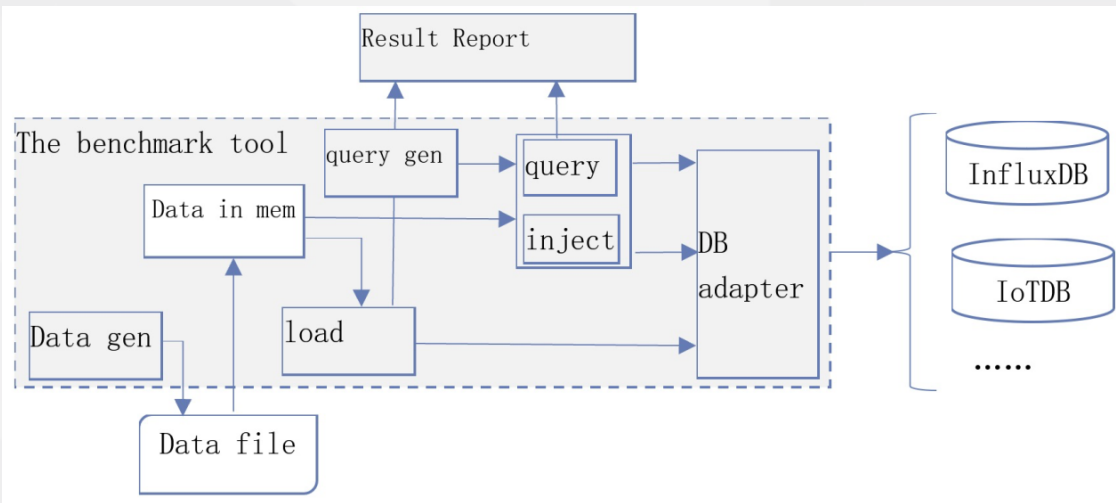 Result Report
The benchmark tool
query gen
query
InfluxDB
Data in mem
inject
DB
adapter
IoTDB
Data gen
load
......
Data file